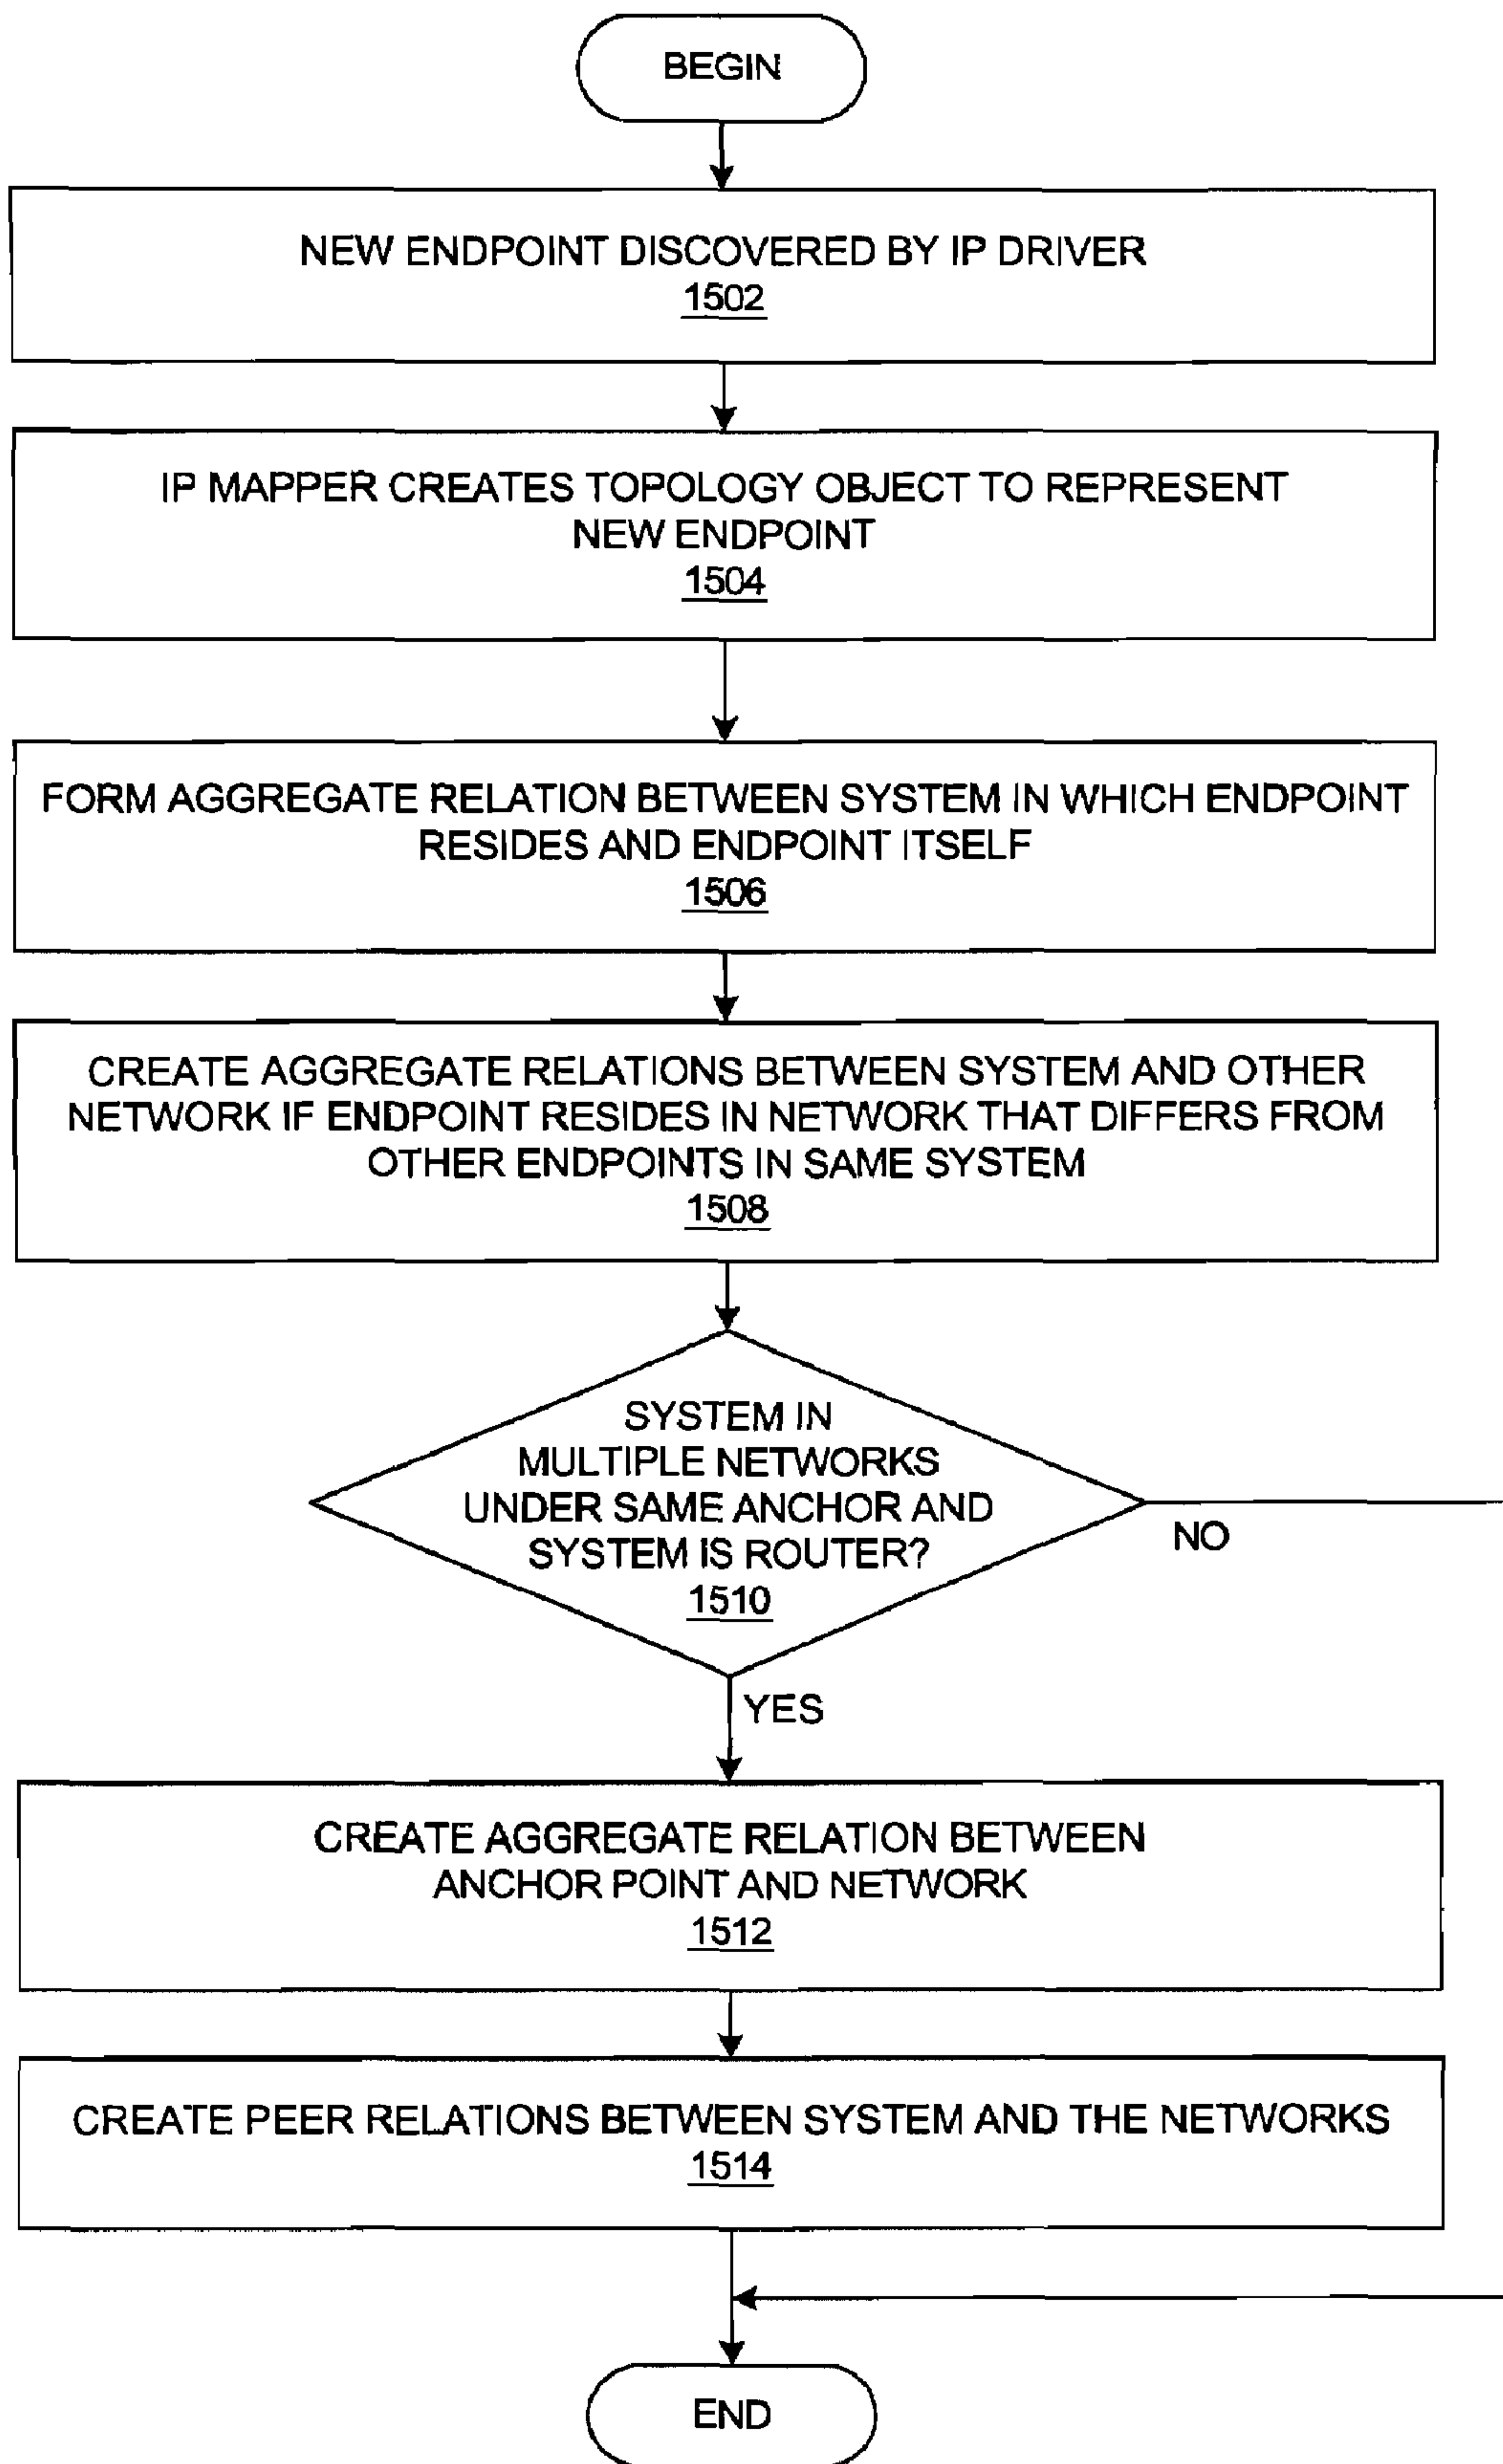 BEGIN
NEW ENDPOINT DISCOVERED BY IP DRIVER
1502
IP MAPPER CREATES TOPOLOGY OBJECT TO REPRESENT
NEW ENDPOINT
1504
FORM AGGREGATE RELATION BETWEEN SYSTEM IN WHICH ENDPOINT
RESIDES AND ENDPOINT ITSELF
1506
CREATE AGGREGATE RELATIONS BETWEEN SYSTEM AND OTHER
NETWORK IF ENDPOINT RESIDES IN NETWORK THAT DIFFERS FROM
OTHER ENDPOINTS IN SAME SYSTEM
1508
SYSTEM IN
MULTIPLE NETWORKS
UNDER SAME ANCHOR AND
SYSTEM IS ROUTER?
1510
NO
YES
CREATE AGGREGATE RELATION BETWEEN
ANCHOR POINT AND NETWORK
1512
CREATE PEER RELATIONS BETWEEN SYSTEM AND THE NETWORKS
1514
END